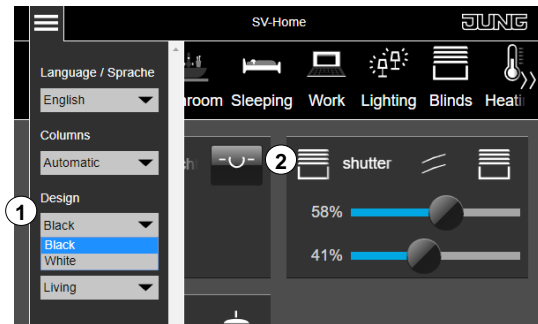 SV-Home
JUNG
Language / Sprache
English
room Sleeping Work Lighting Blinds Heati
Columns
Automatic
cht
2
shutter
Design
1
Black
58%
Black
White
41%
Living